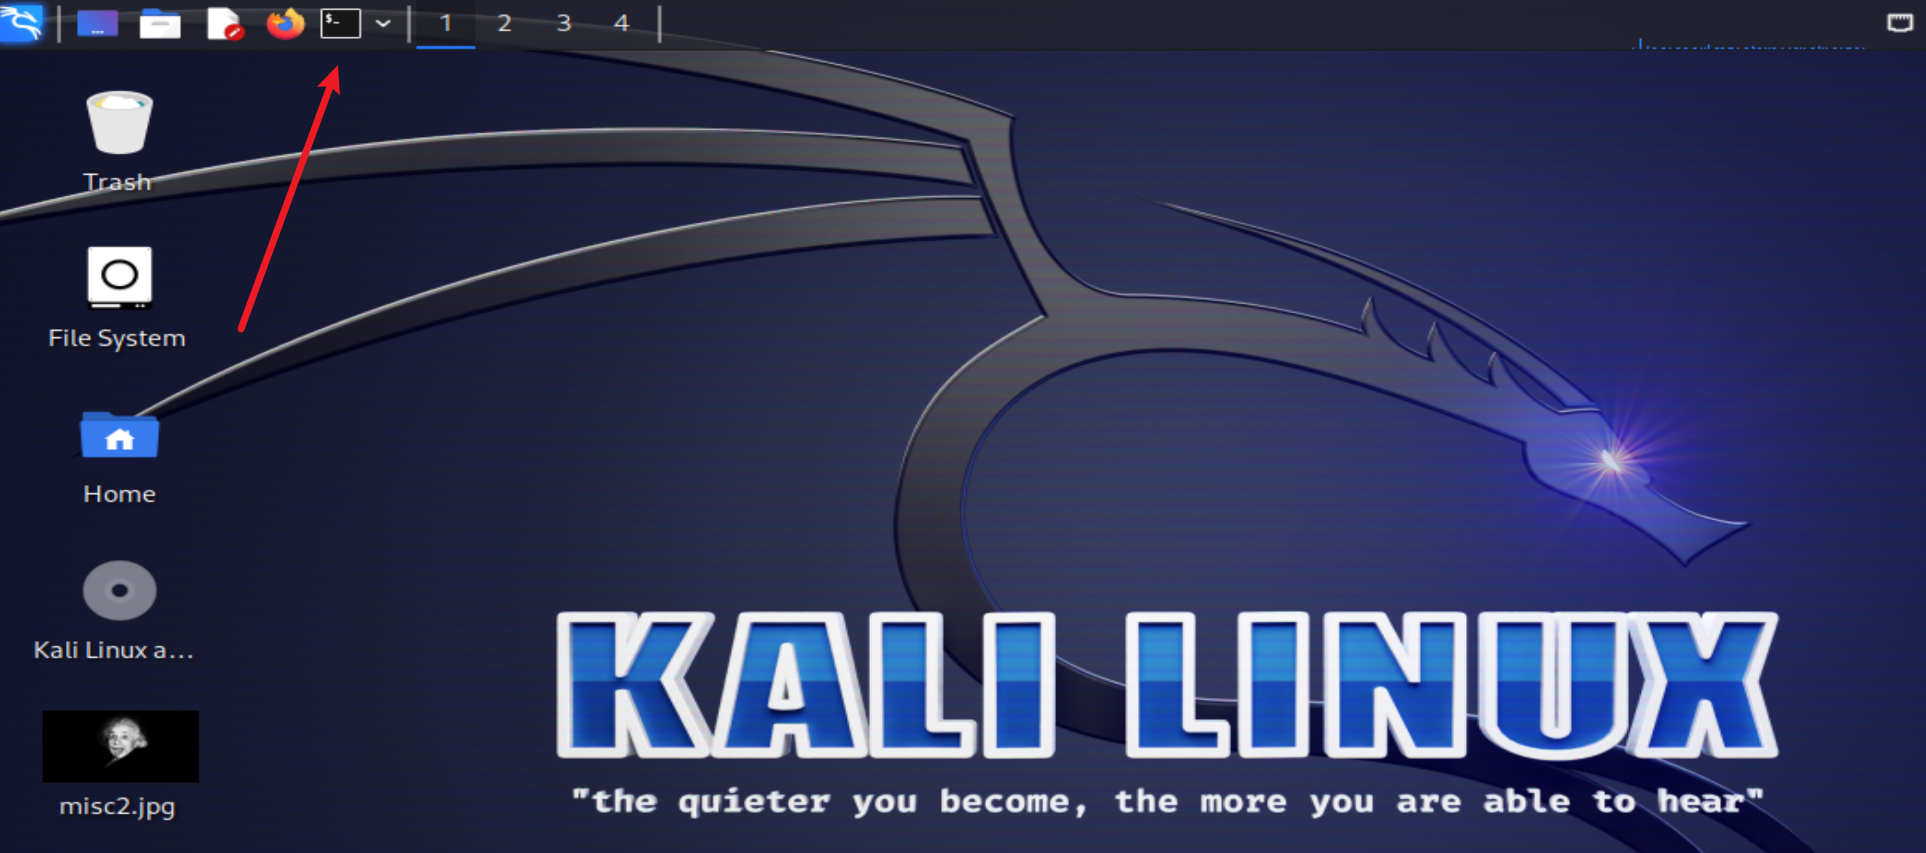 $_
1 2 3 4
Trash
File System
Home
Kali Linux a...
misc2.jpg
KALI LINUX
"the quieter you become, the more you are able to hear"